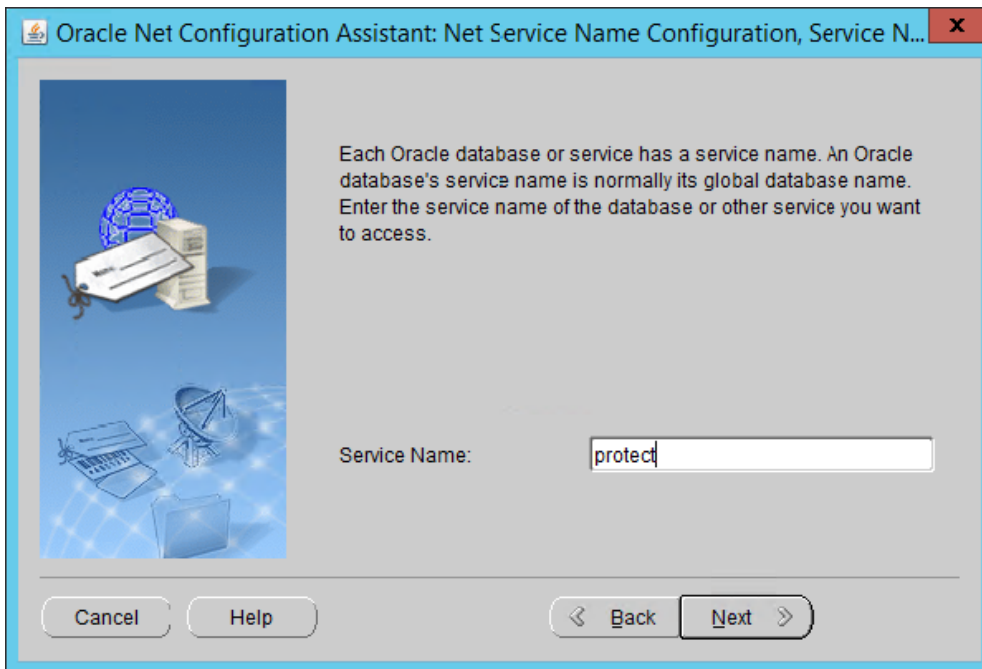 Oracle Net Configuration Assistant: Net Service Name Configuration, Service N...
x
Each Oracle database or service has a service name. An Oracle
database's service name is normally its global database name.
Enter the service name of the database or other service you want
to access.
Service Name:
protect
Cancel
Help
Back
Next